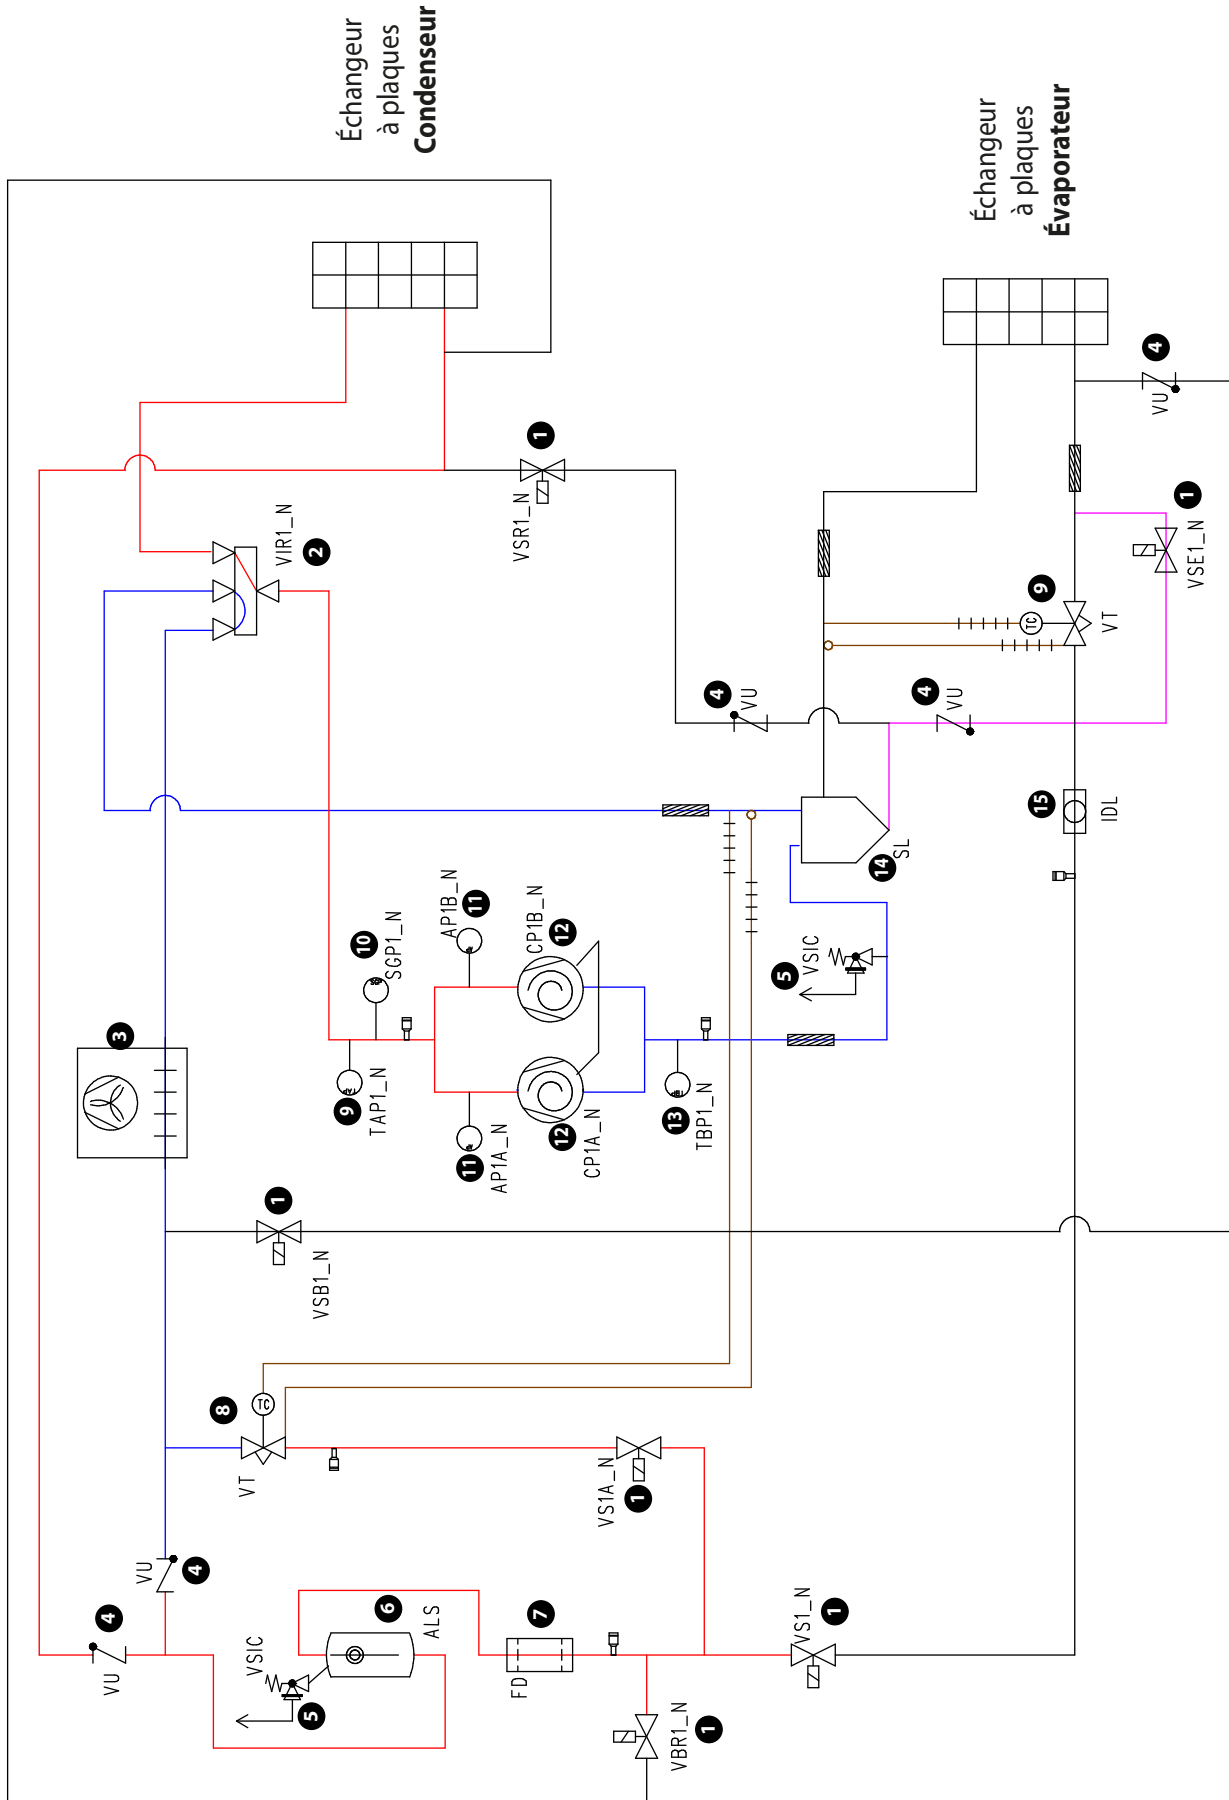 Échangeur
à plaques
Condenseur
Échangeur
à plaques
Évaporateur
1
VSR1_N
2
VIR1_N
4
VU
1
VSE1_N
9
TC
VT
4
VU
4
VU
15
IDL
14
SL
5
VSIC
10
SGP1_N
AP1B_N
11
CP1B_N
12
9
TAP1_N
11
AP1A_N
12
CP1A_N
13
TBP1_N
3
1
VSB1_N
8
TC
VT
VS1A_N
1
VU
4
4
VU
VSIC
5
6
ALS
7
FD
VS1_N
1
VBR1_N
1